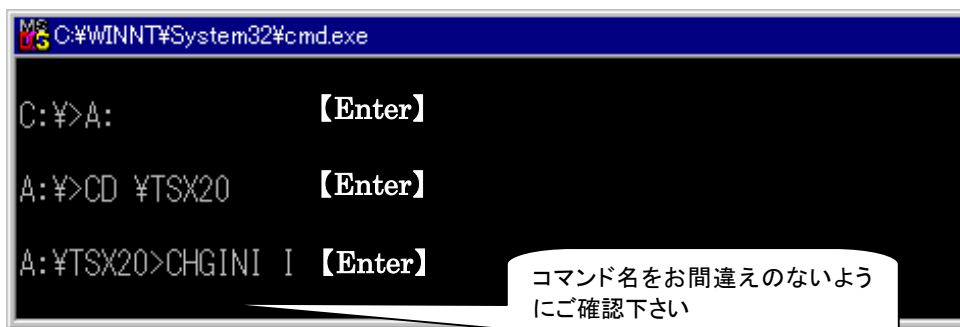 C:¥WINNT¥System32¥cmd.exe
C:¥>A: 【Enter】
A:¥>CD ¥TSX20 【Enter】
A:¥TSX20>CHGINI I 【Enter】
コマンド名をお間違えのないよう
にご確認下さい